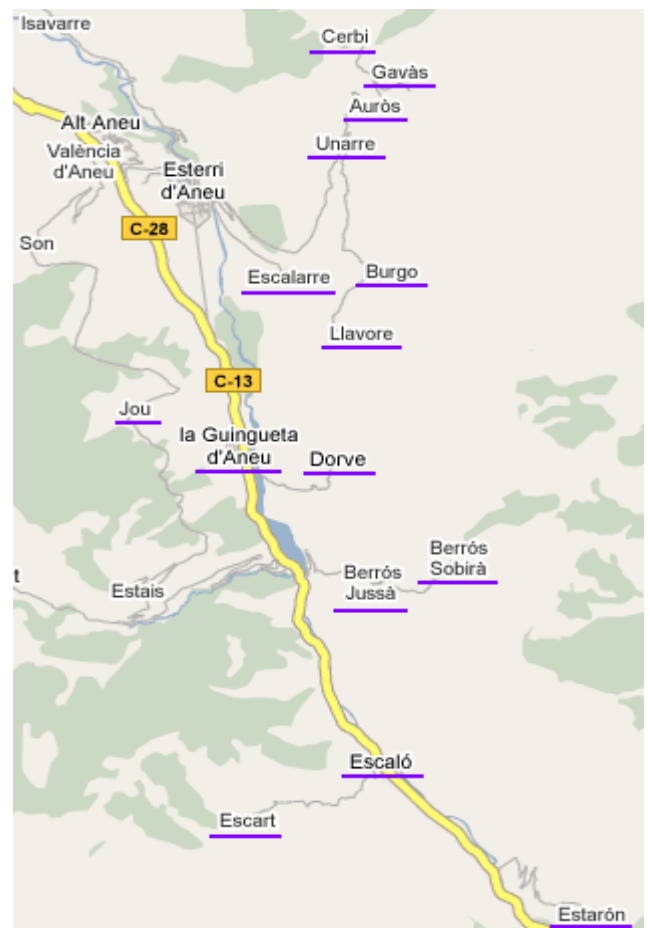 Isavarre
Cerbi
Gavàs
Auròs
Alt Aneu
Unarre
València
d'Aneu
Esterri
d'Aneu
C-28
Son
Escalarre
Burgo
Llavore
C-13
Jou
la Guingueta
d'Aneu
Dorve
Berrós
Sobirà
Berrós
Jussà
t
Estais
Escaló
Escart
Estarón